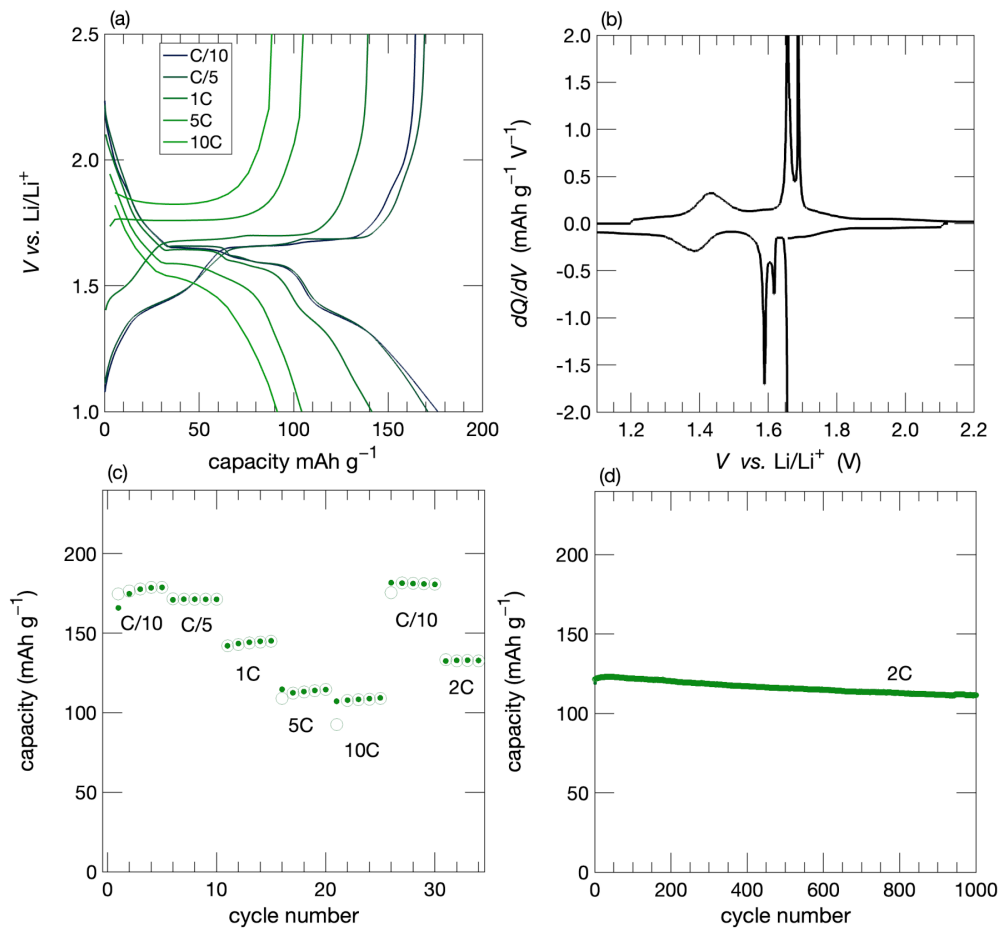 (a)
2.5
2.0
1.5
1.0
V vs. Li/Li⁺
C/10
C/5
1C
5C
10C
0
50
100
150
200
capacity mAh g⁻¹
(b)
2.0
1.5
1.0
0.5
0.0
-0.5
-1.0
-1.5
-2.0
dQ/dV (mAh g⁻¹ V⁻¹)
1.2
1.4
1.6
1.8
2.0
2.2
V vs. Li/Li⁺ (V)
(c)
200
150
100
50
0
capacity (mAh g⁻¹)
C/10
C/5
1C
5C
10C
C/10
2C
0
10
20
30
cycle number
(d)
200
150
100
50
0
capacity (mAh g⁻¹)
2C
0
200
400
600
800
1000
cycle number